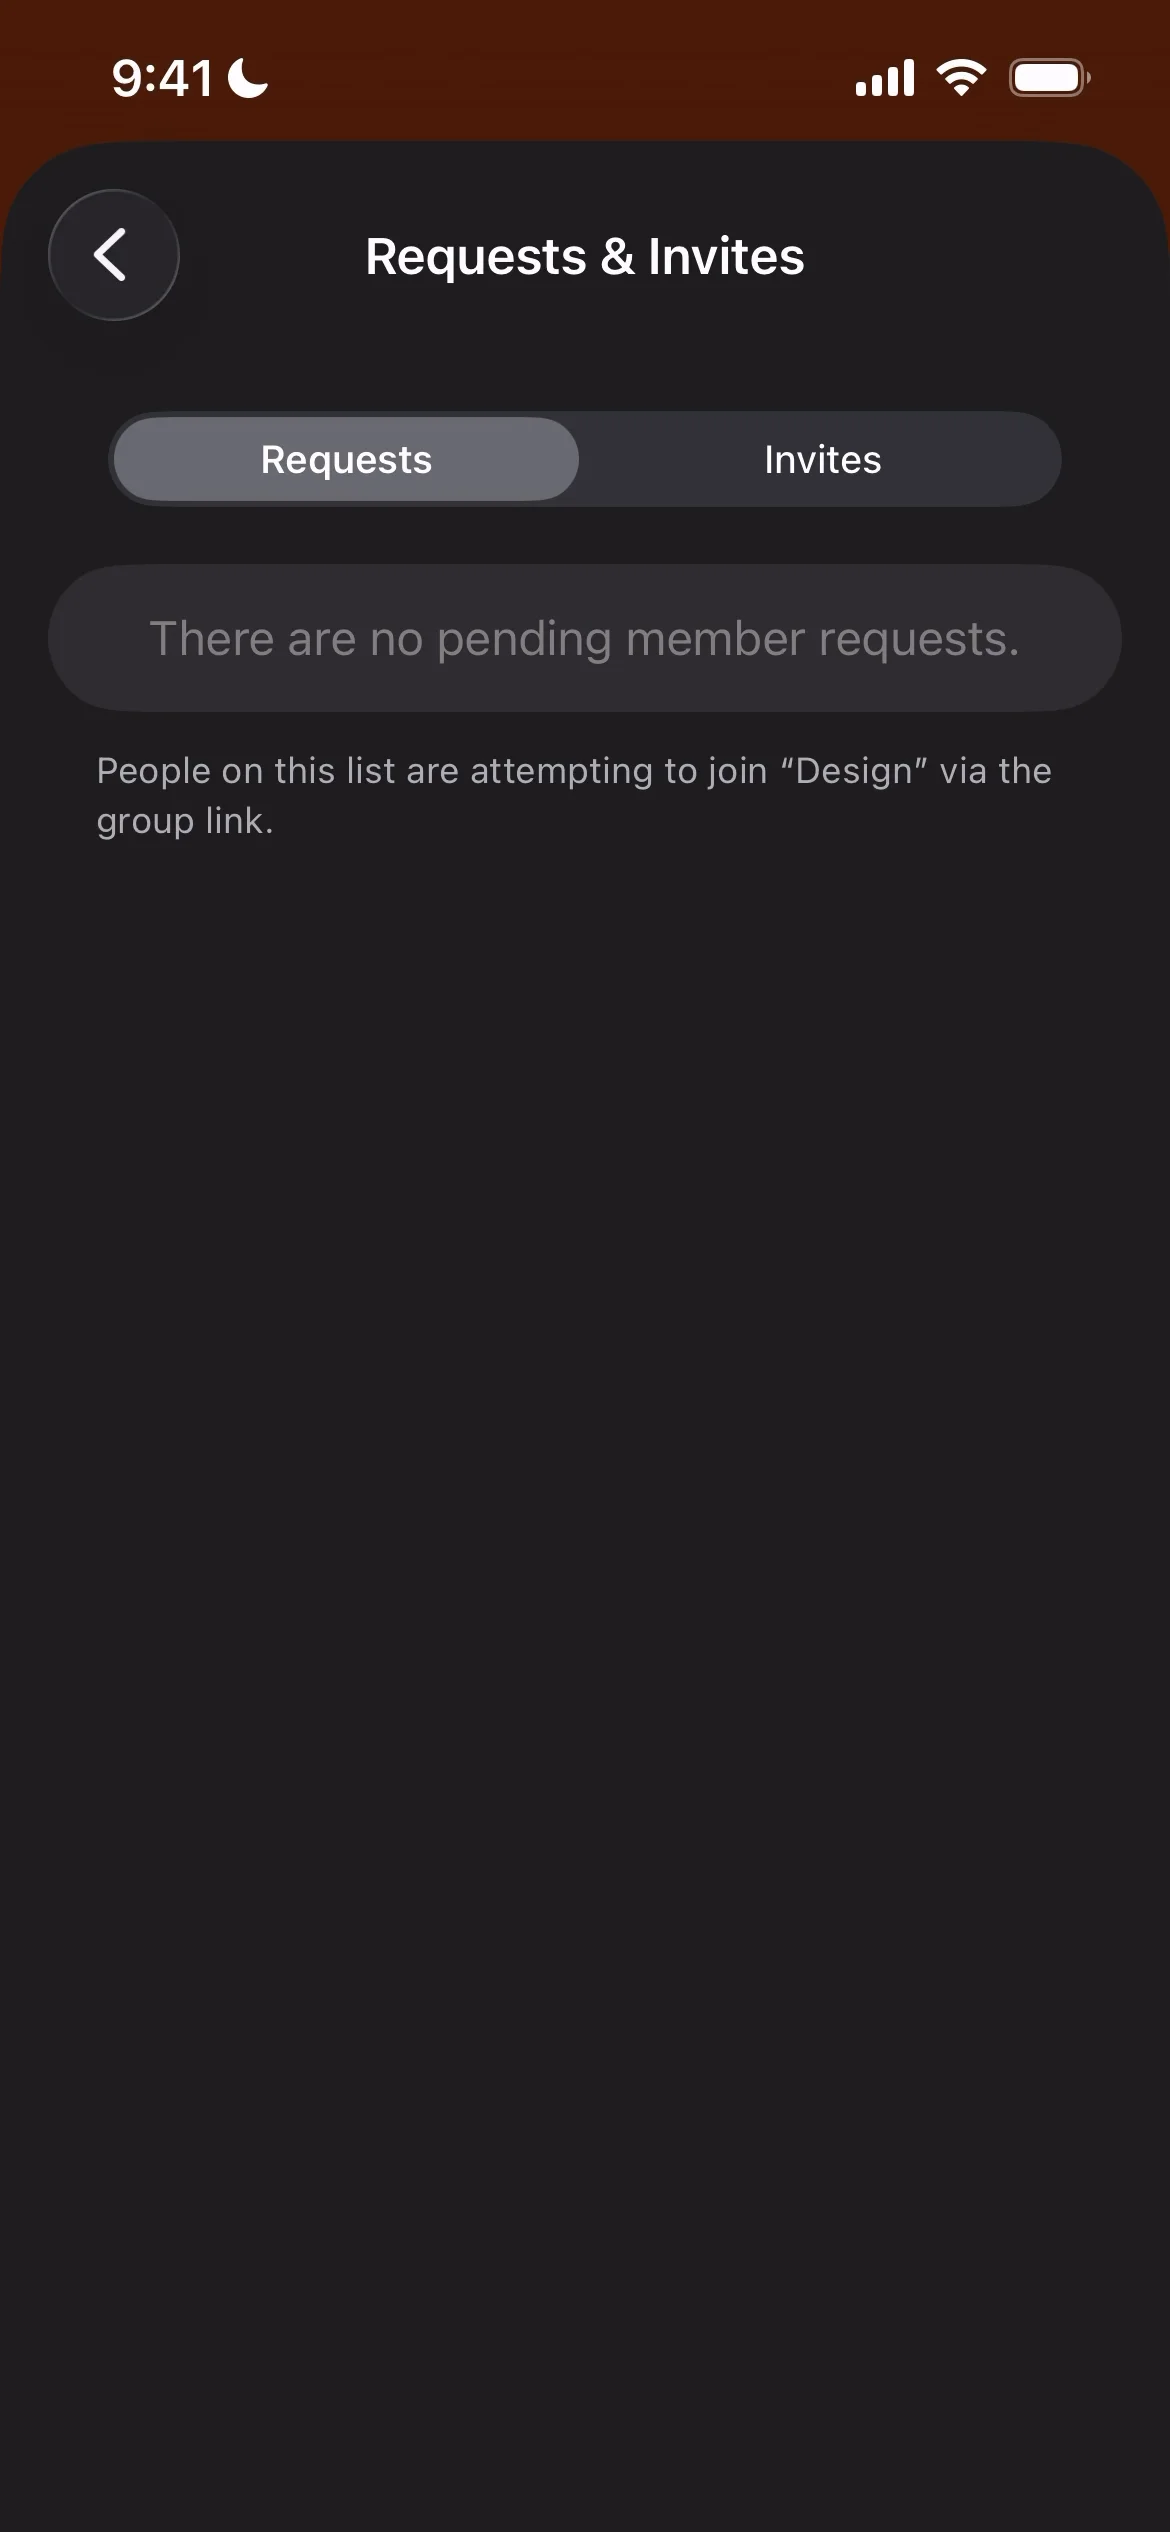 9:41
Requests & Invites
Requests
Invites
There are no pending member requests.
People on this list are attempting to join “Design” via the
group link.